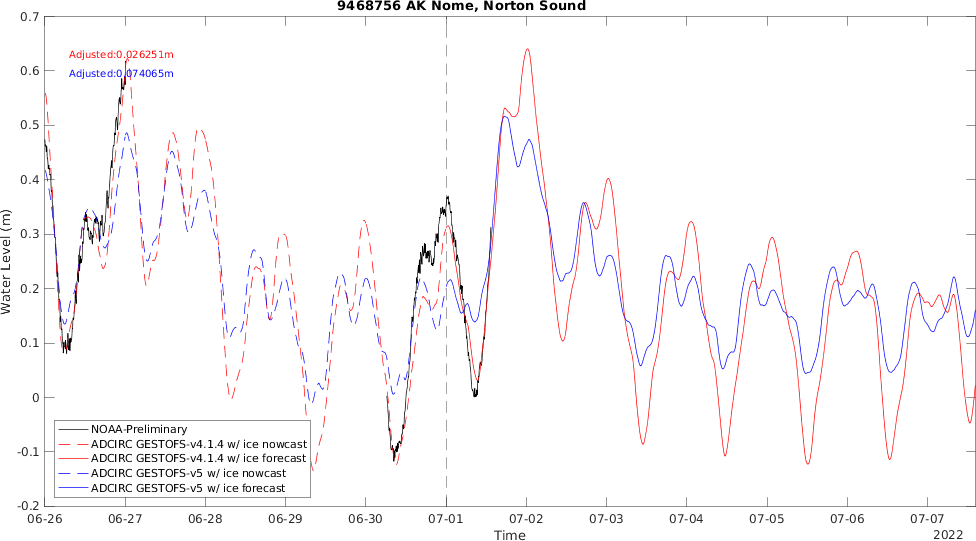 9468756 AK Nome, Norton Sound
0.7
0.6
0.5
0.4
0.3
0.2
0.1
0
-0.1
-0.2
Water Level (m)
Adjusted:0.026251m
Adjusted:0.074065m
NOAA-Preliminary
ADCIRC GESTOFS-v4.1.4 w/ ice nowcast
ADCIRC GESTOFS-v4.1.4 w/ ice forecast
ADCIRC GESTOFS-v5 w/ ice nowcast
ADCIRC GESTOFS-v5 w/ ice forecast
06-26 06-27 06-28 06-29 06-30 07-01 07-02 07-03 07-04 07-05 07-06 07-07
Time
2022